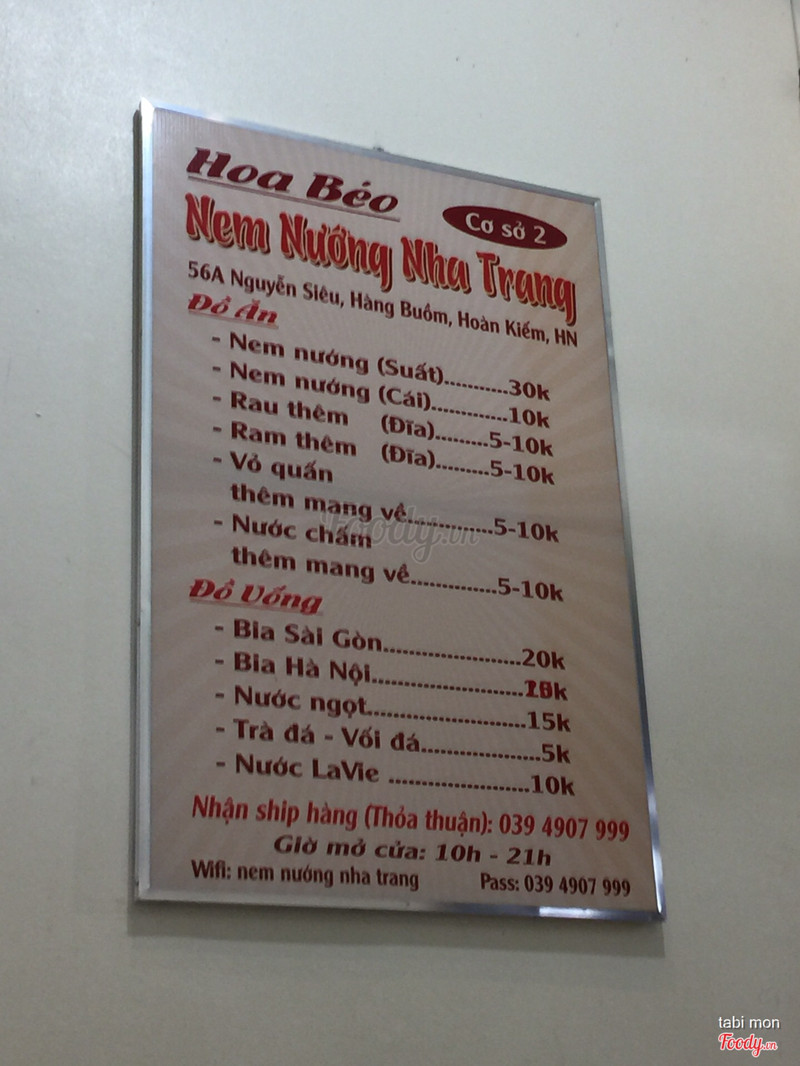 Hoa Béo
Cơ sở 2
Nem Nướng Nha Trang
56A Nguyễn Siêu, Hàng Buồm, Hoàn Kiếm, HN
Đồ Ăn
- Nem nướng (Suất)...........30k
- Nem nướng (Cái).............10k
- Rau thêm (Đĩa).........5-10k
- Ram thêm (Đĩa).........5-10k
- Vỏ quấn
thêm mang về..............5-10k
- Nước chấm
thêm mang về..............5-10k
Đồ Uống
- Bia Sài Gòn.......................20k
- Bia Hà Nội.........................
- Nước ngọt..........................15k
- Trà đá - Vối đá....................5k
- Nước LaVie .......................10k
Nhận ship hàng (Thỏa thuận): 039 4907 999
Giờ mở cửa: 10h - 21h
Wifi: nem nướng nha trang Pass: 039 4907 999
Foody.vn
tabi mon
Foody.vn